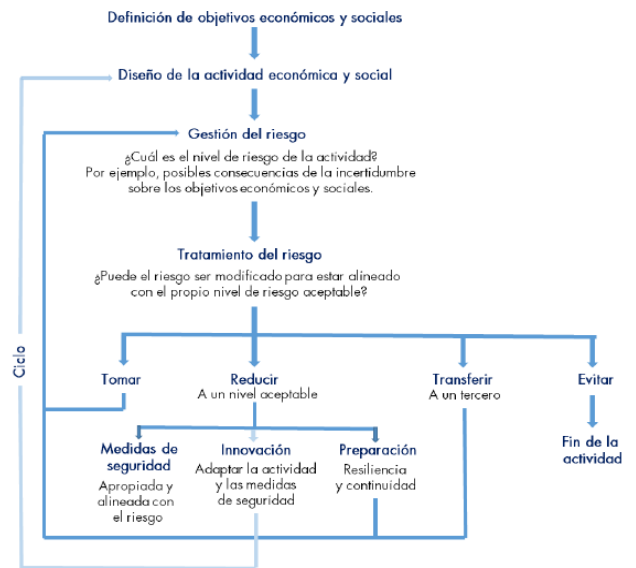 Definición de objetivos económicos y sociales
Diseño de la actividad económica y social
Gestión del riesgo
¿Cuál es el nivel de riesgo de la actividad?
Por ejemplo, posibles consecuencias de la incertidumbre
sobre los objetivos económicos y sociales.
Tratamiento del riesgo
¿Puede el riesgo ser modificado para estar alineado
con el propio nivel de riesgo aceptable?
Ciclo
Tomar
Reducir
A un nivel aceptable
Transferir
A un tercero
Evitar
Medidas de
seguridad
Apropiada y
alineada con
el riesgo
Innovación
Adaptar la actividad
y las medidas
de seguridad
Preparación
Resiliencia
y continuidad
Fin de la
actividad